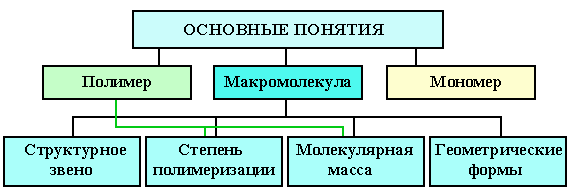 ОСНОВНЫЕ ПОНЯТИЯ
Полимер
Макромолекула
Мономер
Структурное
звено
Степень
полимеризации
Молекулярная
масса
Геометрические
формы